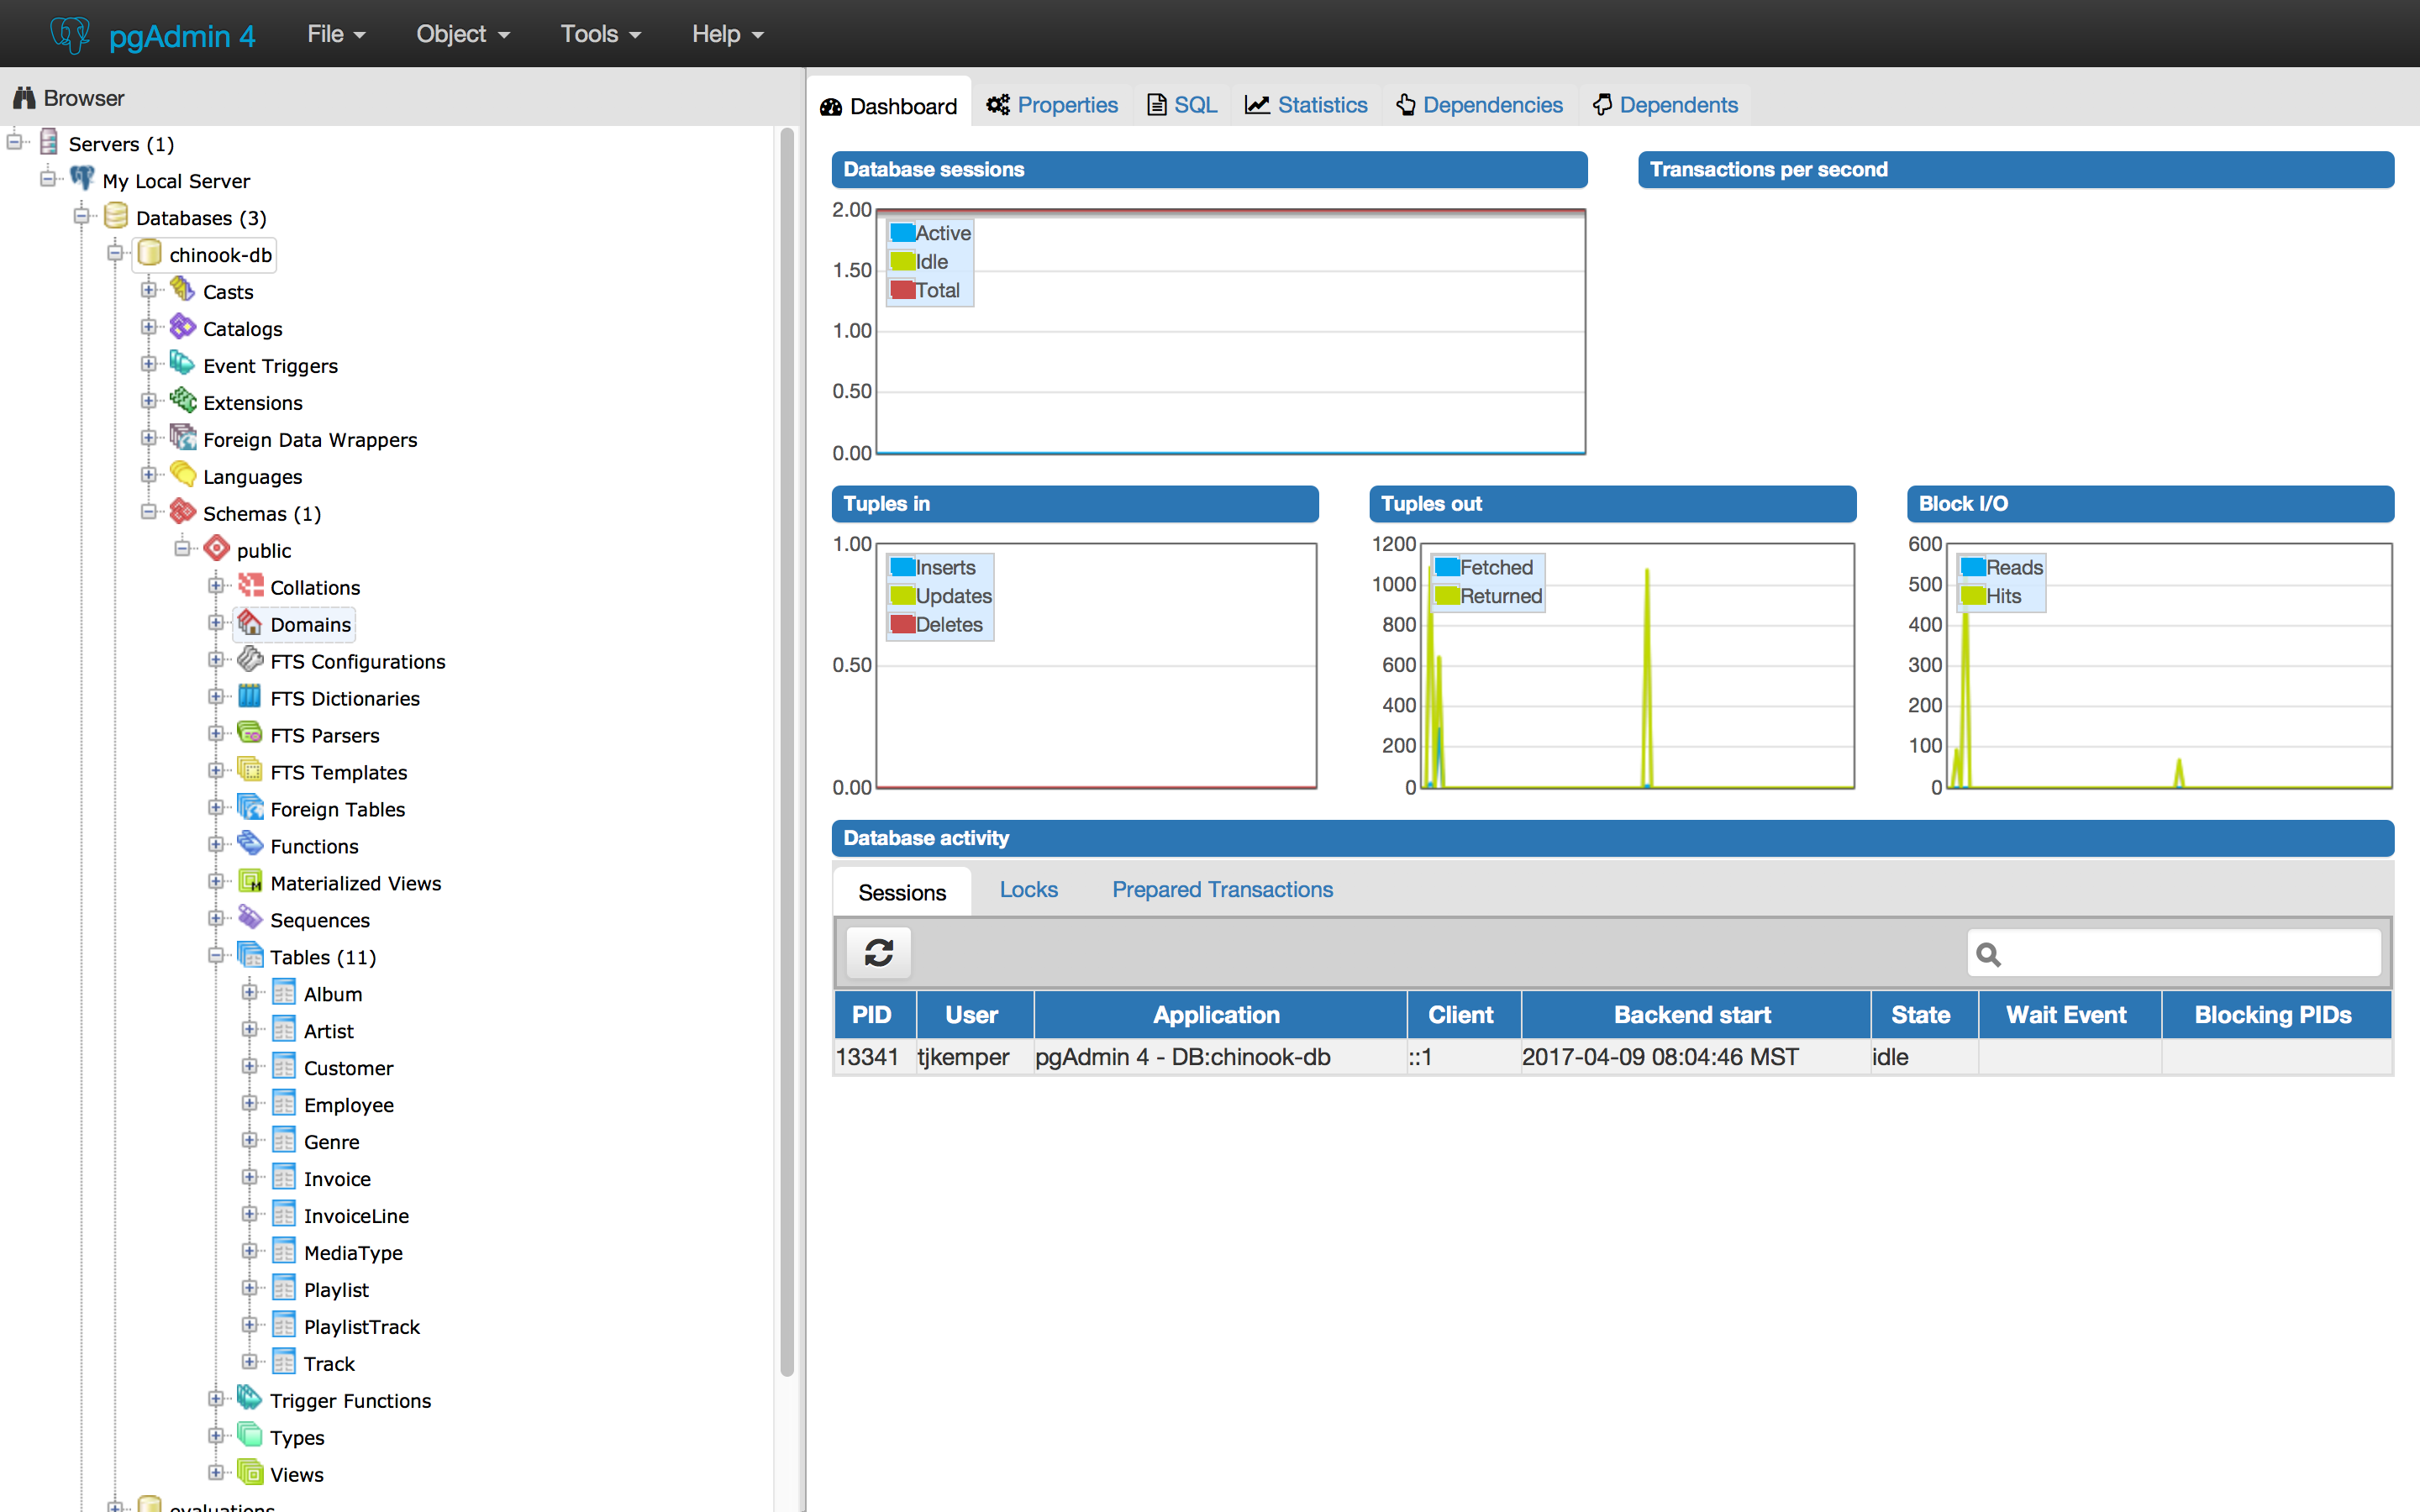 pgAdmin 4 File Object Tools Help
Browser
Servers (1)
My Local Server
Databases (3)
chinook-db
Casts
Catalogs
Event Triggers
Extensions
Foreign Data Wrappers
Languages
Schemas (1)
public
Collations
Domains
FTS Configurations
FTS Dictionaries
FTS Parsers
FTS Templates
Foreign Tables
Functions
Materialized Views
Sequences
Tables (11)
Album
Artist
Customer
Employee
Genre
Invoice
InvoiceLine
MediaType
Playlist
PlaylistTrack
Track
Trigger Functions
Types
Views
evaluations
Dashboard Properties SQL Statistics Dependencies Dependents
Database sessions
2.00
1.50
1.00
0.50
0.00
Active
Idle
Total
Transactions per second
Tuples in
1.00
0.50
0.00
Inserts
Updates
Deletes
Tuples out
1200
1000
800
600
400
200
0
Fetched
Returned
Block I/O
600
500
400
300
200
100
0
Reads
Hits
Database activity
Sessions Locks Prepared Transactions
PID User Application Client Backend start State Wait Event Blocking PIDs
13341 tjkemper pgAdmin 4 - DB:chinook-db ::1 2017-04-09 08:04:46 MST idle